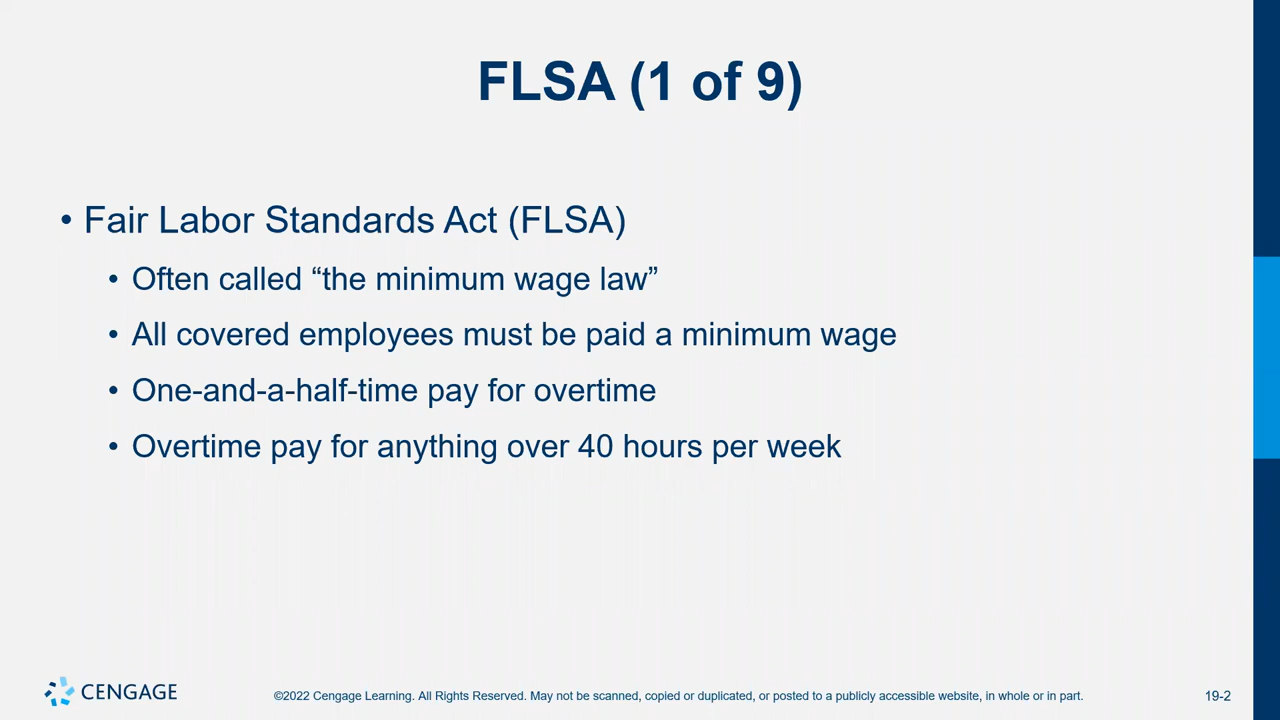 FLSA (1 of 9)
• Fair Labor Standards Act (FLSA)
• Often called “the minimum wage law”
• All covered employees must be paid a minimum wage
• One-and-a-half-time pay for overtime
• Overtime pay for anything over 40 hours per week
CENGAGE
©2022 Cengage Learning. All Rights Reserved. May not be scanned, copied or duplicated, or posted to a publicly accessible website, in whole or in part.
19-2